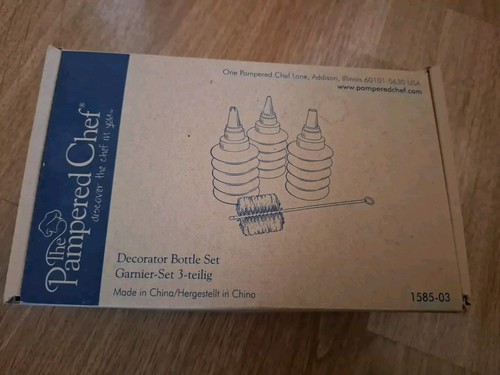 The
Pampered Chef®
discover the chef in you.
One Pampered Chef Lane, Addison, Illinois 60101-5630 USA
www.pamperedchef.com
Decorator Bottle Set
Garnier-Set 3-teilig
Made in China/Hergestellt in China
1585-03